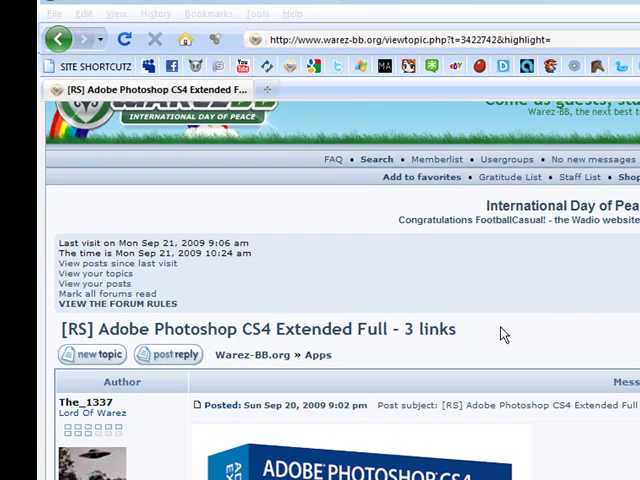 File Edit View History Bookmarks Tools Help
http://www.warez-bb.org/viewtopic.php?t=3422742&highlight=
SITE SHORTCUTZ
[RS] Adobe Photoshop CS4 Extended F...
Come as guests, st
INTERNATIONAL DAY OF PEACE
Warez-BB, the next best t
FAQ • Search • Memberlist • Usergroups • No new messages
Add to favorites • Gratitude List • Staff List • Shop
International Day of Pea
Congratulations FootballCasual! - the Wadio website
Last visit on Mon Sep 21, 2009 9:06 am
The time is Mon Sep 21, 2009 10:24 am
View posts since last visit
View your topics
View your posts
Mark all forums read
VIEW THE FORUM RULES
[RS] Adobe Photoshop CS4 Extended Full - 3 links
new topic post reply Warez-BB.org » Apps
Author Mess
The_1337 Posted: Sun Sep 20, 2009 9:02 pm Post subject: [RS] Adobe Photoshop CS4 Extended Full
Lord Of Warez
ADOBE PHOTOSHOP CS4